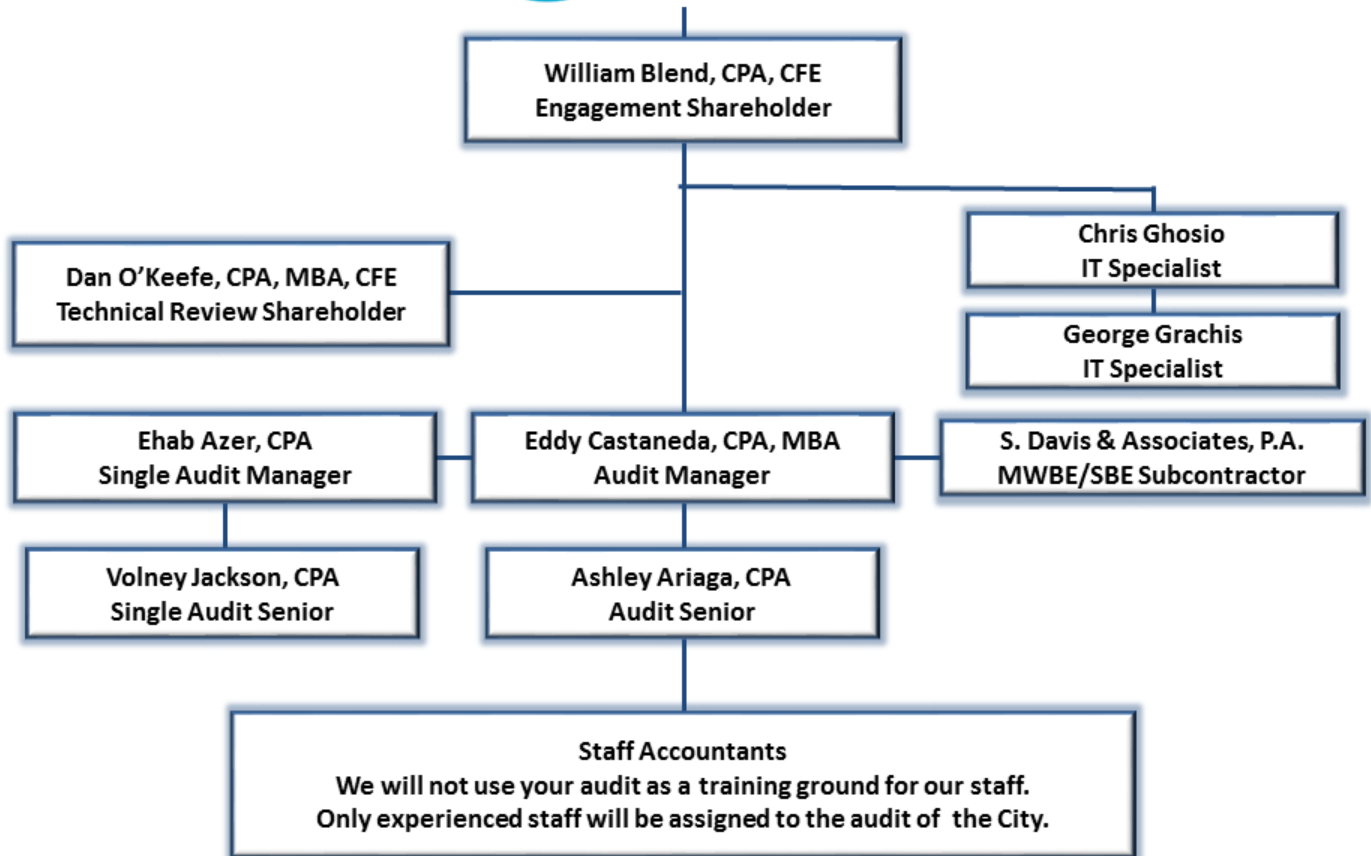 William Blend, CPA, CFE
Engagement Shareholder
Chris Ghosio
IT Specialist
Dan O’Keefe, CPA, MBA, CFE
Technical Review Shareholder
George Grachis
IT Specialist
Ehab Azer, CPA
Single Audit Manager
Eddy Castaneda, CPA, MBA
Audit Manager
S. Davis & Associates, P.A.
MWBE/SBE Subcontractor
Volney Jackson, CPA
Single Audit Senior
Ashley Ariaga, CPA
Audit Senior
Staff Accountants
We will not use your audit as a training ground for our staff.
Only experienced staff will be assigned to the audit of the City.